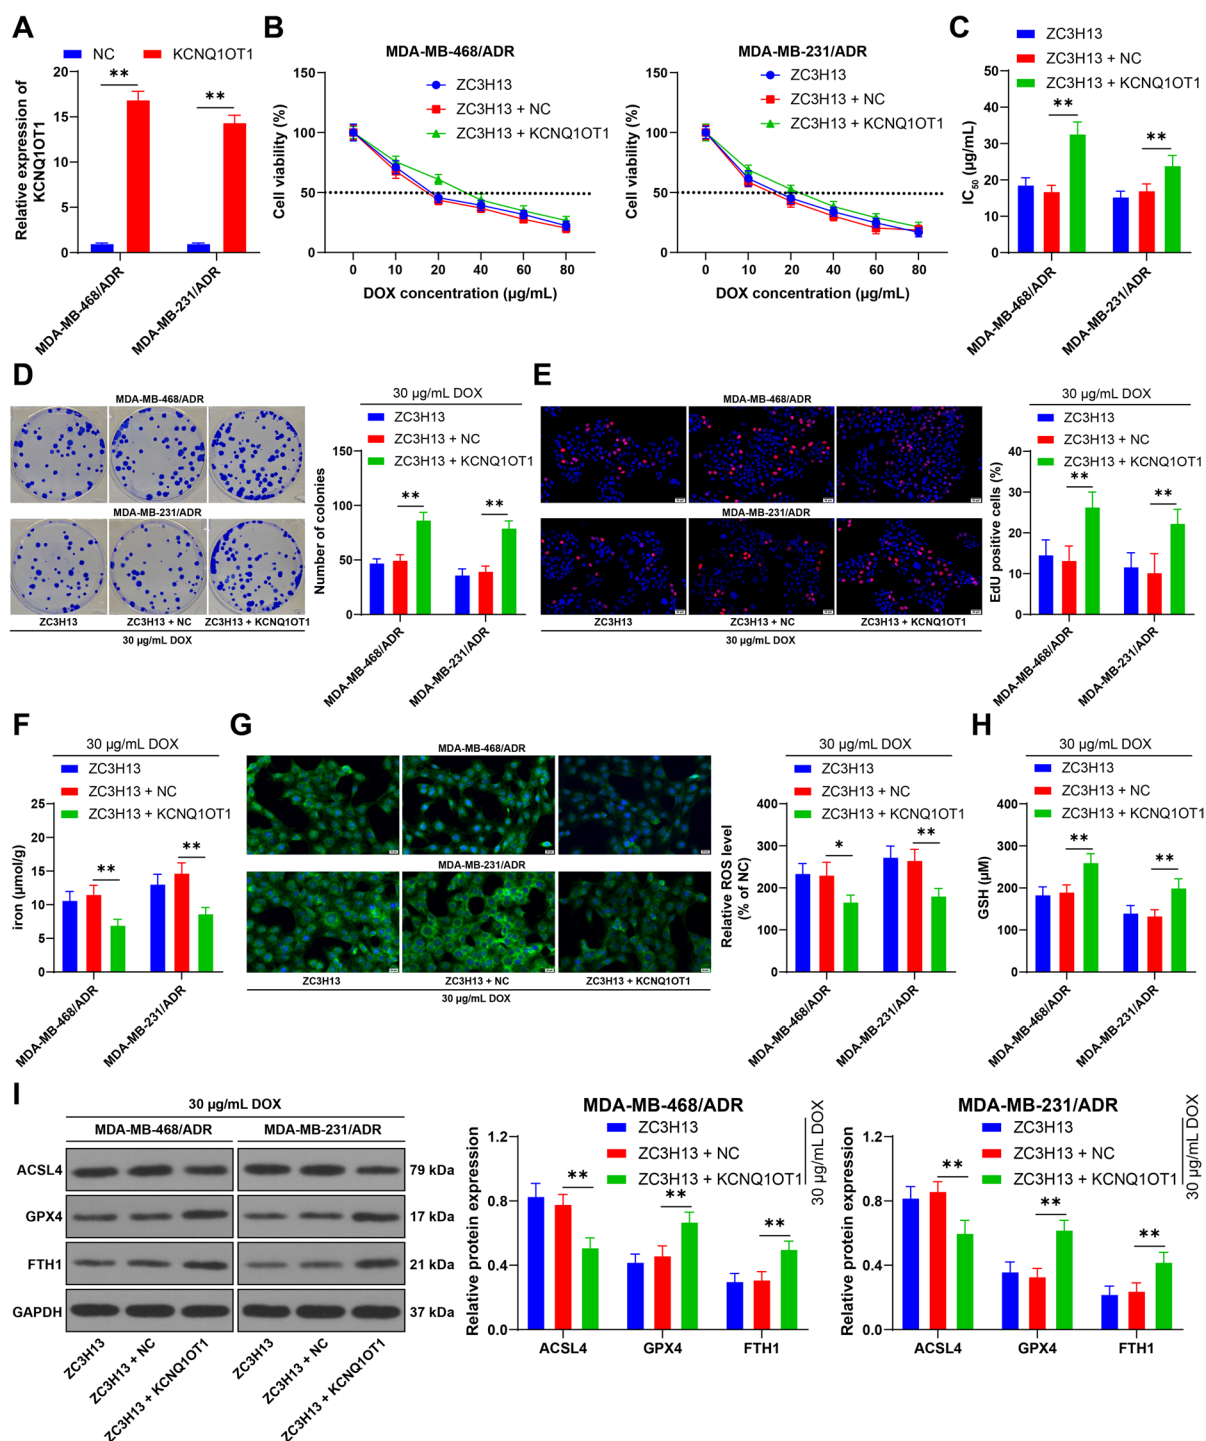 A
NC
KCNQ1OT1
Relative expression of
KCNQ1OT1
20
15
10
5
0
**
**
MDA-MB-468/ADR
MDA-MB-231/ADR
B
MDA-MB-468/ADR
ZC3H13
ZC3H13 + NC
ZC3H13 + KCNQ1OT1
Cell viability (%)
150
100
50
0
0 10 20 40 60 80
DOX concentration (μg/mL)
MDA-MB-231/ADR
ZC3H13
ZC3H13 + NC
ZC3H13 + KCNQ1OT1
Cell viability (%)
150
100
50
0
0 10 20 40 60 80
DOX concentration (μg/mL)
C
ZC3H13
ZC3H13 + NC
ZC3H13 + KCNQ1OT1
IC50 (μg/mL)
50
40
30
20
10
0
**
**
MDA-MB-468/ADR
MDA-MB-231/ADR
D
MDA-MB-468/ADR
MDA-MB-231/ADR
ZC3H13 ZC3H13 + NC ZC3H13 + KCNQ1OT1
30 μg/mL DOX
30 μg/mL DOX
ZC3H13
ZC3H13 + NC
ZC3H13 + KCNQ1OT1
Number of colonies
150
100
50
0
**
**
MDA-MB-468/ADR
MDA-MB-231/ADR
E
MDA-MB-468/ADR
MDA-MB-231/ADR
ZC3H13 ZC3H13 + NC ZC3H13 + KCNQ1OT1
30 μg/mL DOX
30 μg/mL DOX
ZC3H13
ZC3H13 + NC
ZC3H13 + KCNQ1OT1
EdU positive cells (%)
40
30
20
10
0
**
**
MDA-MB-468/ADR
MDA-MB-231/ADR
F
30 μg/mL DOX
ZC3H13
ZC3H13 + NC
ZC3H13 + KCNQ1OT1
iron (μmol/g)
25
20
15
10
5
0
**
**
MDA-MB-468/ADR
MDA-MB-231/ADR
G
MDA-MB-468/ADR
MDA-MB-231/ADR
ZC3H13 ZC3H13 + NC ZC3H13 + KCNQ1OT1
30 μg/mL DOX
30 μg/mL DOX
ZC3H13
ZC3H13 + NC
ZC3H13 + KCNQ1OT1
Relative ROS level
(% of NC)
400
300
200
100
0
*
**
MDA-MB-468/ADR
MDA-MB-231/ADR
H
30 μg/mL DOX
ZC3H13
ZC3H13 + NC
ZC3H13 + KCNQ1OT1
GSH (μM)
400
300
200
100
0
**
**
MDA-MB-468/ADR
MDA-MB-231/ADR
I
30 μg/mL DOX
MDA-MB-468/ADR MDA-MB-231/ADR
ACSL4 79 kDa
GPX4 17 kDa
FTH1 21 kDa
GAPDH 37 kDa
ZC3H13
ZC3H13 + NC
ZC3H13 + KCNQ1OT1
ZC3H13
ZC3H13 + NC
ZC3H13 + KCNQ1OT1
MDA-MB-468/ADR
ZC3H13
ZC3H13 + NC
ZC3H13 + KCNQ1OT1
30 μg/mL DOX
Relative protein expression
1.2
0.8
0.4
0.0
**
**
**
ACSL4 GPX4 FTH1
MDA-MB-231/ADR
ZC3H13
ZC3H13 + NC
ZC3H13 + KCNQ1OT1
30 μg/mL DOX
Relative protein expression
1.2
0.8
0.4
0.0
**
**
**
ACSL4 GPX4 FTH1